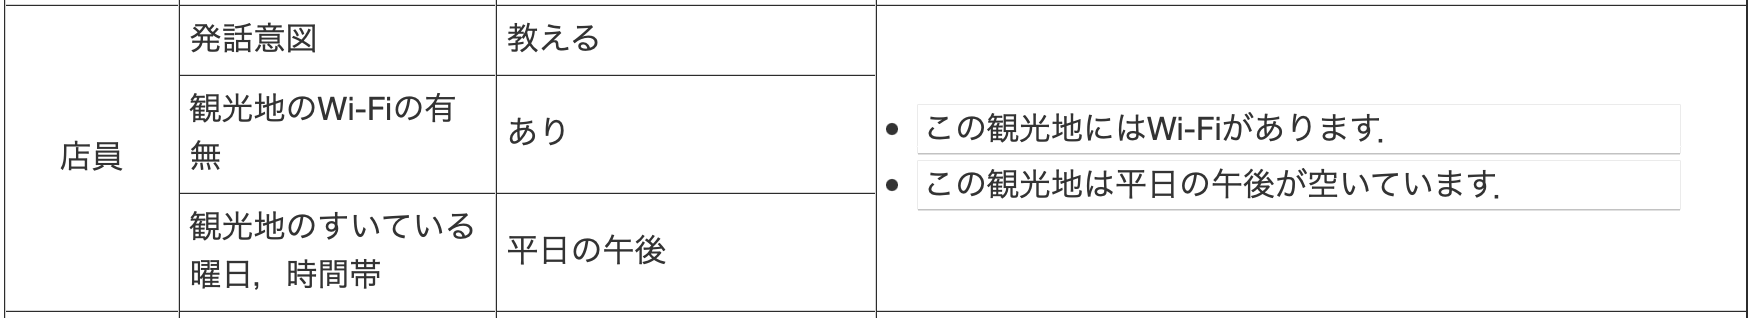 店員
発話意図
教える
観光地のWi-Fiの有
無
あり
観光地のすいている
曜日，時間帯
平日の午後
• この観光地にはWi-Fiがあります．
• この観光地は平日の午後が空いています．